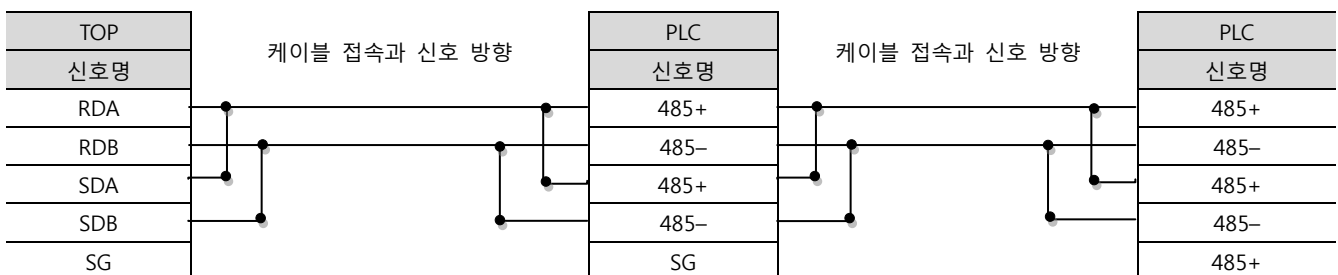 TOP 케이블 접속과 신호 방향 PLC 케이블 접속과 신호 방향 PLC
신호명 신호명 신호명
RDA 485+ 485+
RDB 485– 485–
SDA 485+ 485+
SDB 485– 485–
SG SG 485+